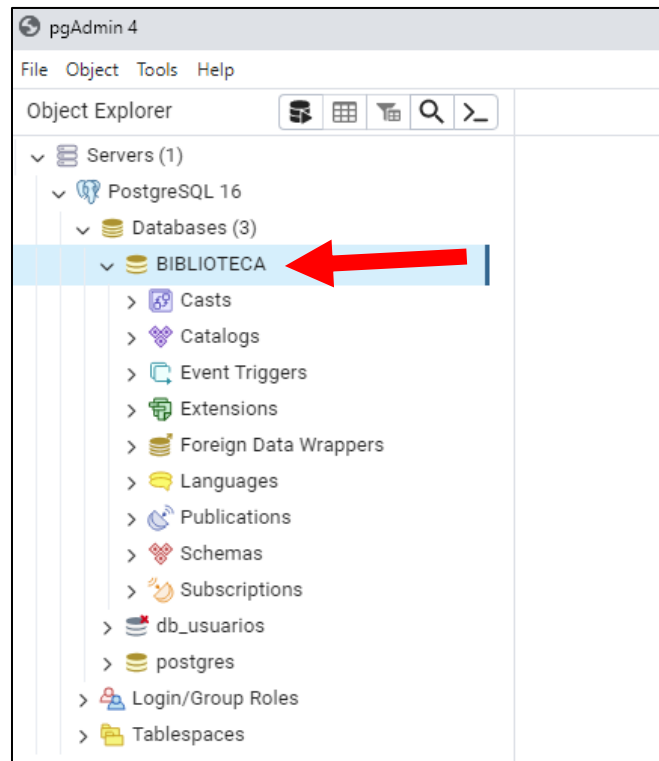 pgAdmin 4
File Object Tools Help
Object Explorer
Servers (1)
PostgreSQL 16
Databases (3)
BIBLIOTECA
Casts
Catalogs
Event Triggers
Extensions
Foreign Data Wrappers
Languages
Publications
Schemas
Subscriptions
db_usuarios
postgres
Login/Group Roles
Tablespaces